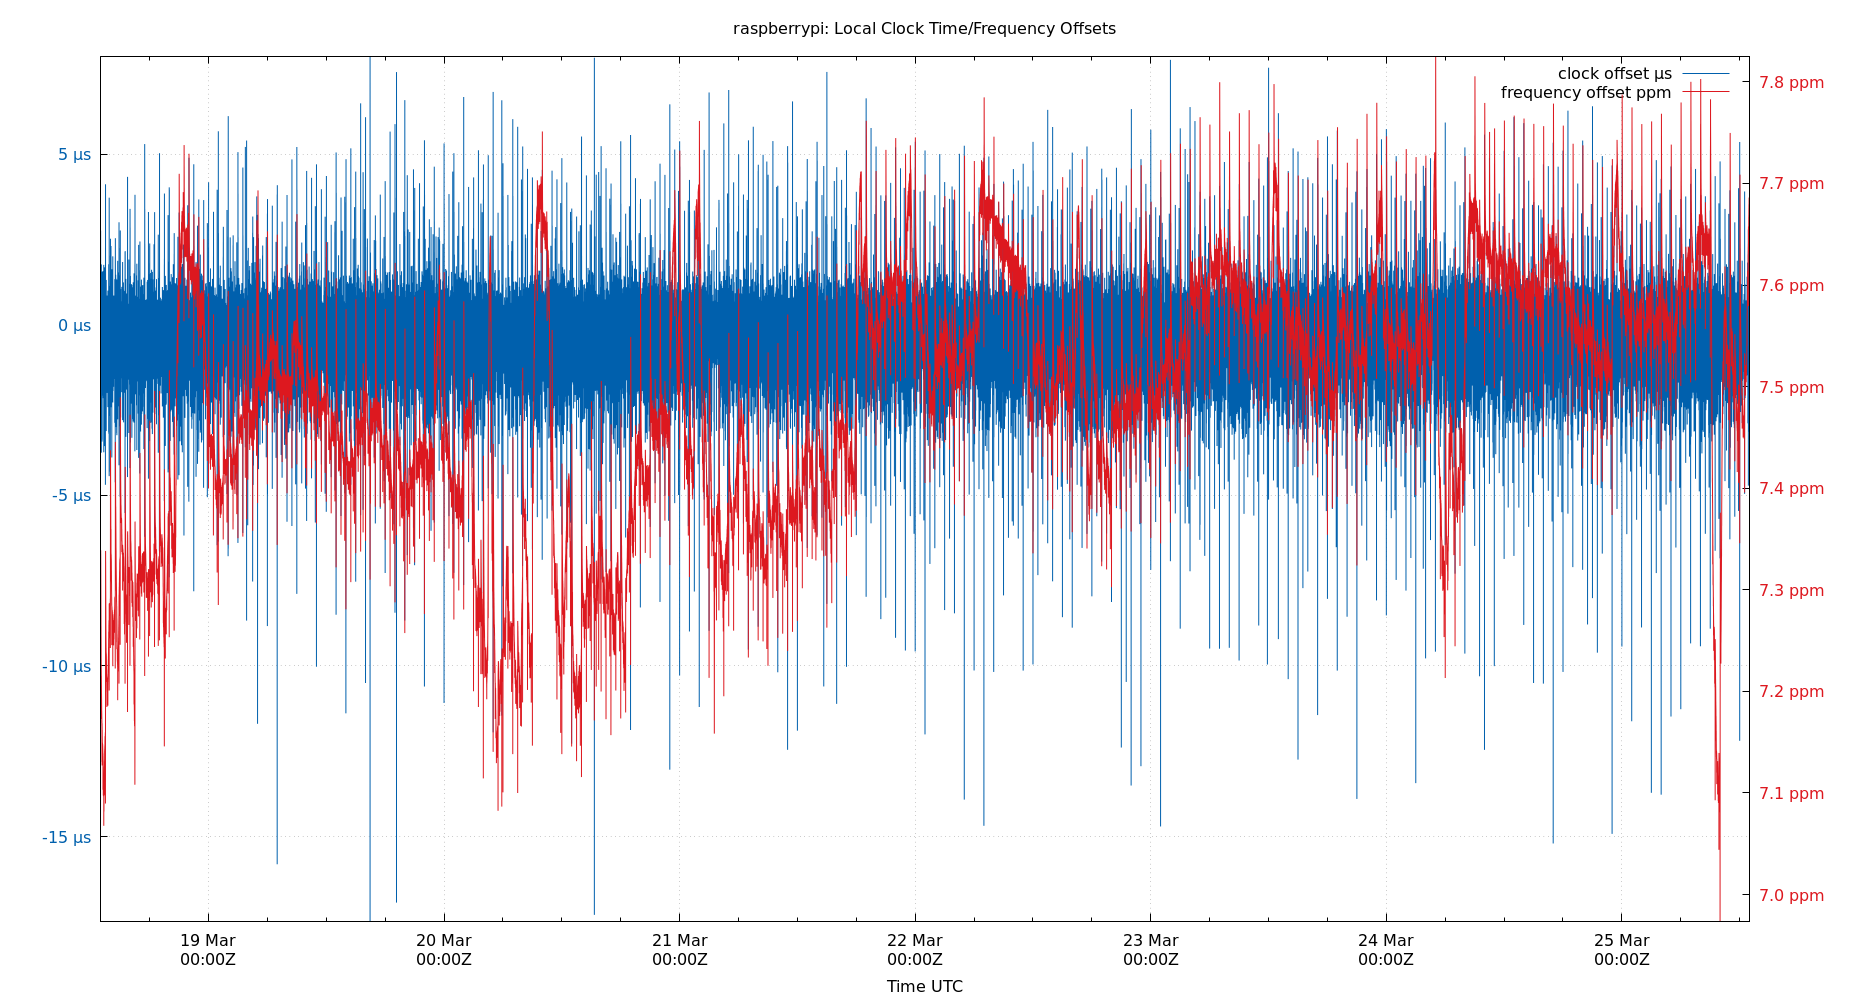 raspberrypi: Local Clock Time/Frequency Offsets
clock offset µs
frequency offset ppm
5 µs
0 µs
-5 µs
-10 µs
-15 µs
7.8 ppm
7.7 ppm
7.6 ppm
7.5 ppm
7.4 ppm
7.3 ppm
7.2 ppm
7.1 ppm
7.0 ppm
19 Mar
00:00Z
20 Mar
00:00Z
21 Mar
00:00Z
22 Mar
00:00Z
23 Mar
00:00Z
24 Mar
00:00Z
25 Mar
00:00Z
Time UTC